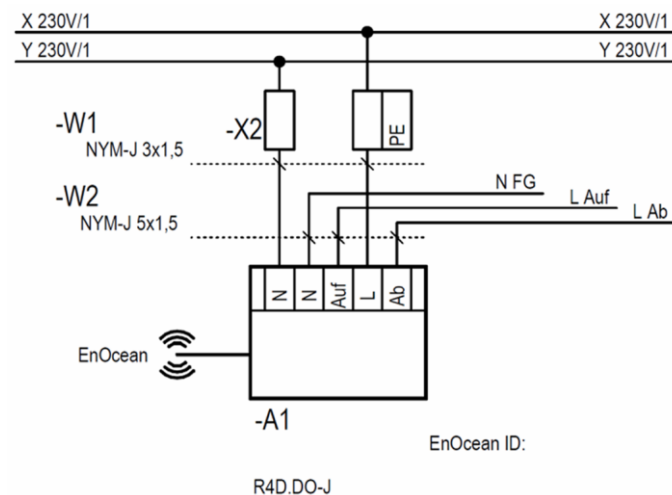 X 230V/1 X 230V/1
Y 230V/1 Y 230V/1
-W1 -X2 PE
NYM-J 3x1,5
N FG
-W2 L Auf
NYM-J 5x1,5 L Ab
N N Auf L Ab
EnOcean
-A1
EnOcean ID:
R4D.DO-J